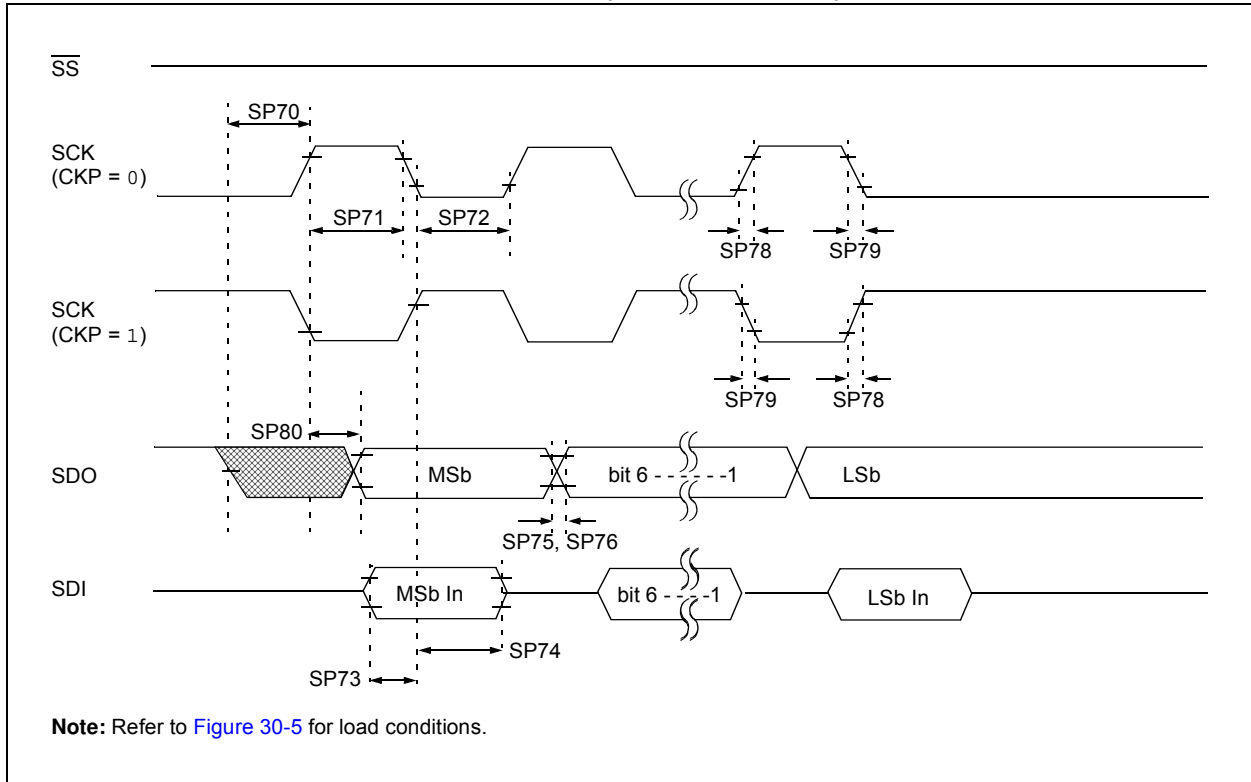 SS
SP70
SCK
(CKP = 0)
SP71
SP72
SP78
SP79
SCK
(CKP = 1)
SP79
SP78
SP80
SDO
MSb
bit 6 - - - - - -1
LSb
SP75, SP76
SDI
MSb In
bit 6 - - - -1
LSb In
SP74
SP73
Note: Refer to Figure 30-5 for load conditions.